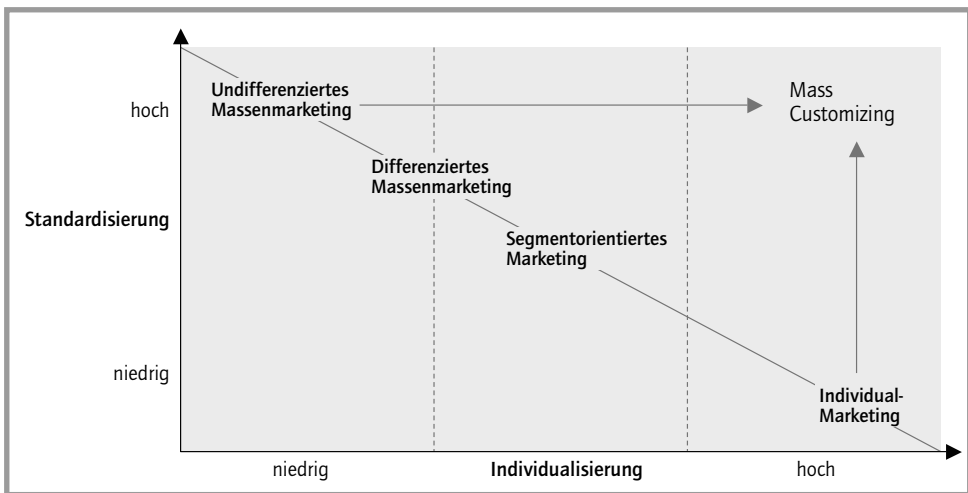 hoch
Undifferenziertes
Massenmarketing
Mass
Customizing
Differenziertes
Massenmarketing
Standardisierung
Segmentorientiertes
Marketing
niedrig
Individual-
Marketing
niedrig
Individualisierung
hoch